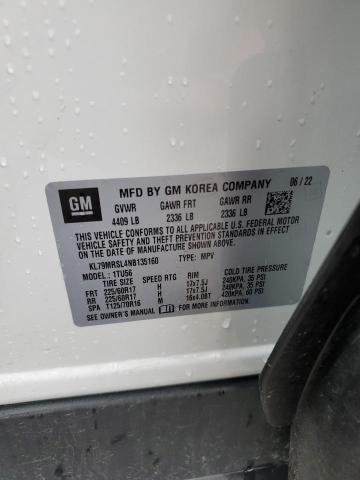 GM
MFD BY GM KOREA COMPANY 06/22
GVWR GAWR FRT GAWR RR
4409 LB 2336 LB 2336 LB
THIS VEHICLE CONFORMS TO ALL APPLICABLE U.S. FEDERAL MOTOR
VEHICLE SAFETY, BUMPER, AND THEFT PREVENTION STANDARDS IN
EFFECT ON THE DATE OF MANUFACTURE SHOWN ABOVE.
KL79MRSL4NB135160 TYPE: MPV
MODEL: 1TU56
TIRE SIZE SPEED RTG RIM COLD TIRE PRESSURE
FRT 225/60R17 H 17x7.5J 240KPA, 35 PSI
RR 225/60R17 H 17x7.5J 240KPA, 35 PSI
SPA T125/70R16 M 16x4.0BT 420KPA, 60 PSI
SEE OWNER'S MANUAL